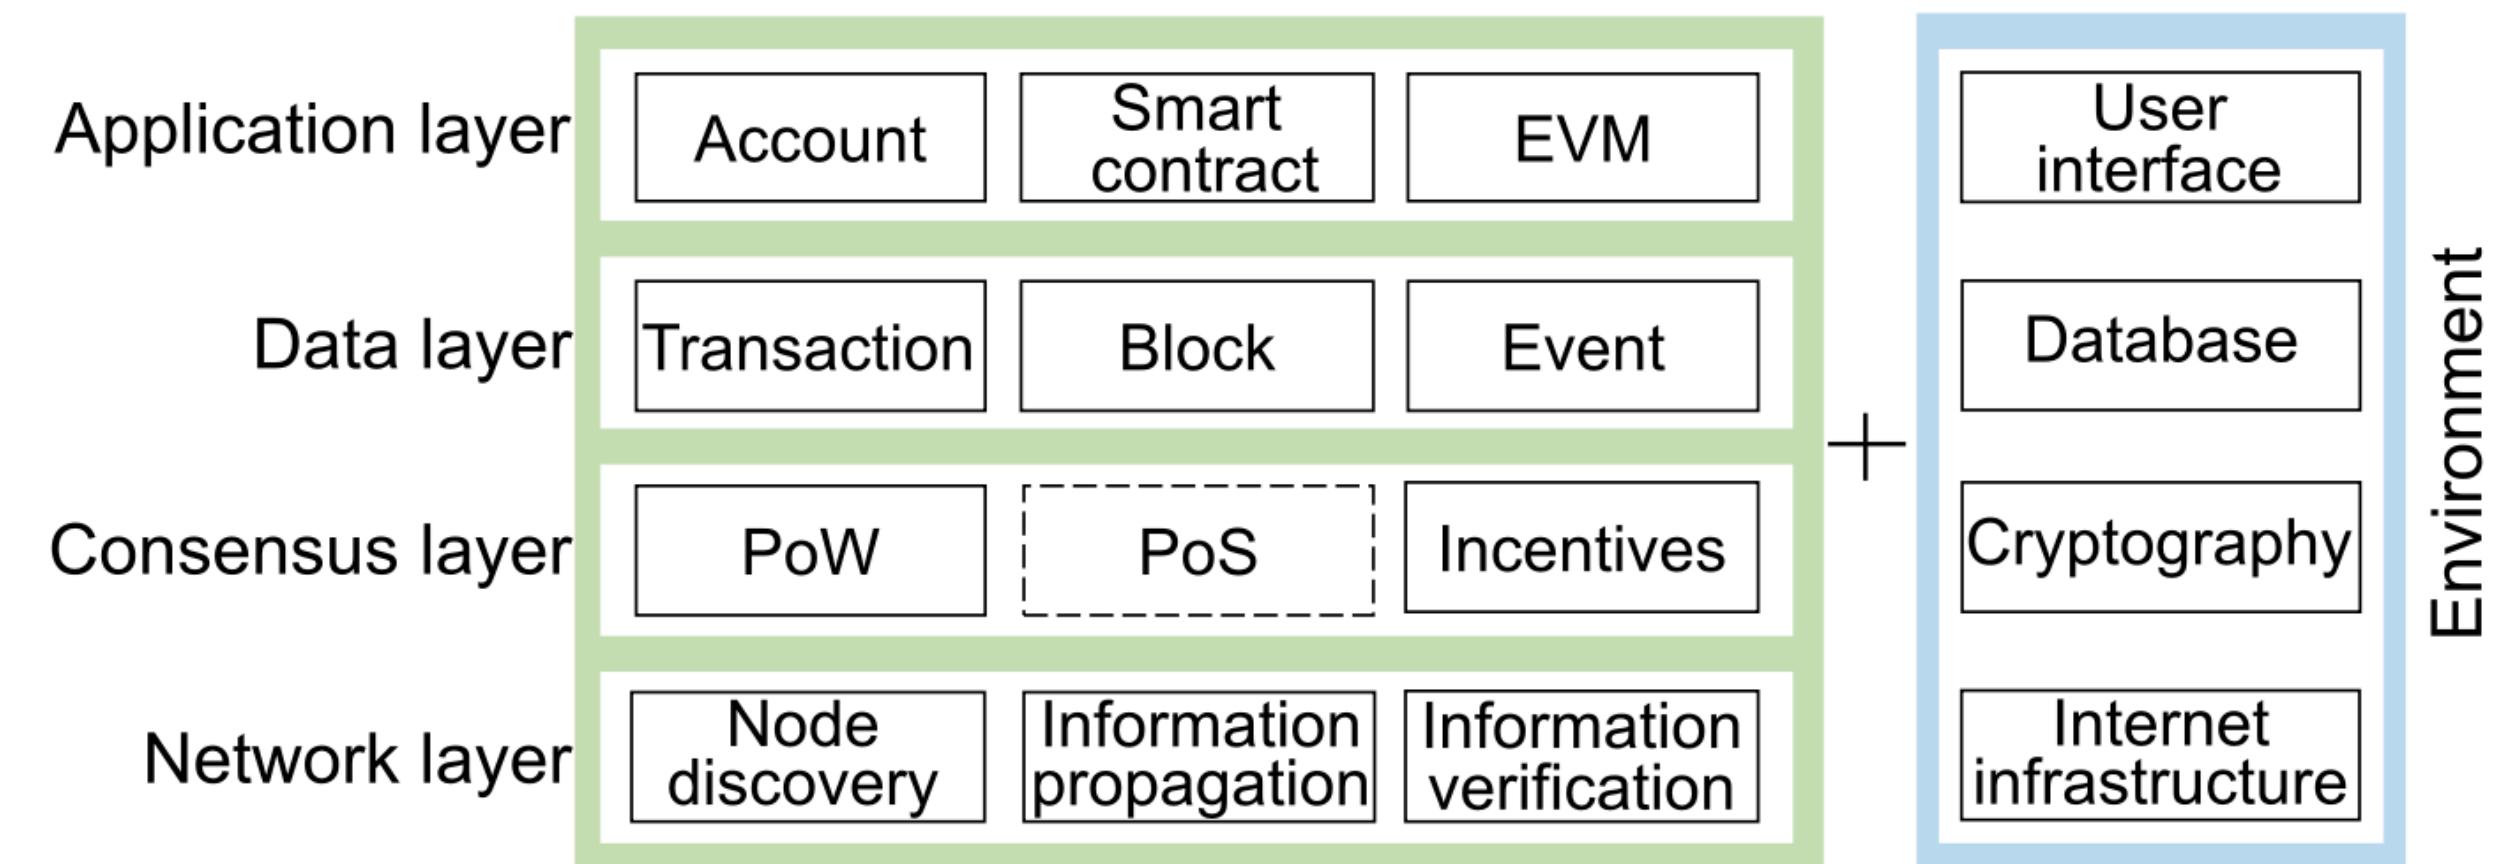 Application layer
Account
Smart
contract
EVM
User
interface
Data layer
Transaction
Block
Event
Database
Consensus layer
PoW
PoS
Incentives
Cryptography
Network layer
Node
discovery
Information
propagation
Information
verification
Internet
infrastructure
+
Environment